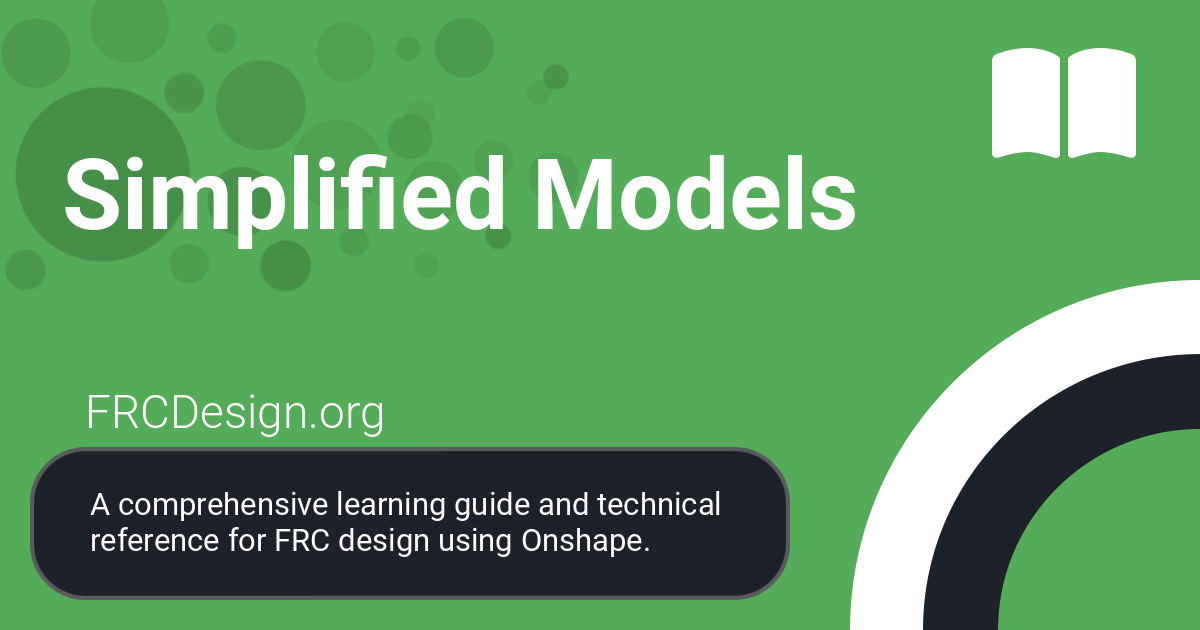 Simplified Models
FRCDesign.org
A comprehensive learning guide and technical
reference for FRC design using Onshape.